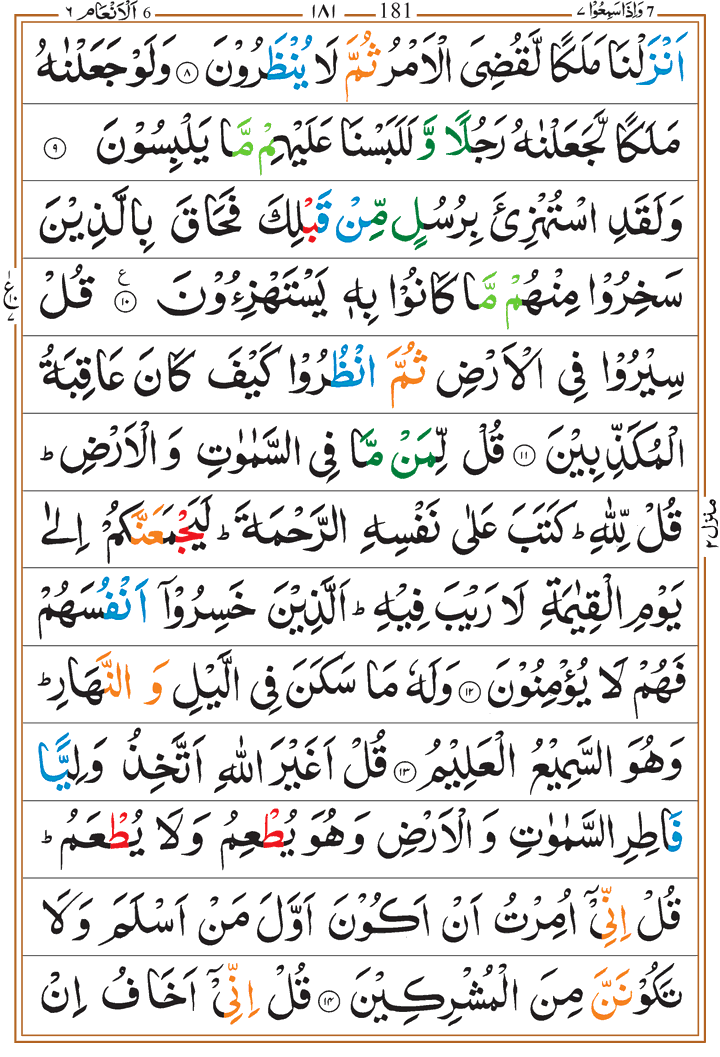 وَاِذَا سَمِعُوۡا ٧ 7 181 ١٨١ اَلۡاَنۡعَام ٦ 6
اَنۡزَلۡنَا مَلَكًا لَّقُضِىَ الۡاَمۡرُ ثُمَّ لَا يُنۡظَرُوۡنَ ۝٨ وَلَوۡ جَعَلۡنٰهُ
مَلَكًا لَّجَعَلۡنٰهُ رَجُلًا وَّلَلَبَسۡنَا عَلَيۡهِمۡ مَّا يَلۡبِسُوۡنَ ۝٩
وَلَقَدِ اسۡتُهۡزِئَ بِرُسُلٍ مِّنۡ قَبۡلِكَ فَحَاقَ بِالَّذِيۡنَ
سَخِرُوۡا مِنۡهُمۡ مَّا كَانُوۡا بِهٖ يَسۡتَهۡزِءُوۡنَ ۝١٠ ع قُلۡ
ع ١٠ ٧
سِيۡرُوۡا فِى الۡاَرۡضِ ثُمَّ انْظُرُوۡا كَيۡفَ كَانَ عَاقِبَةُ
الۡمُكَذِّبِيۡنَ ۝١١ قُلْ لِّمَنۡ مَّا فِى السَّمٰوٰتِ وَالۡاَرۡضِ ؕ
قُلْ لِّلّٰهِ ؕ كَتَبَ عَلٰى نَفۡسِهِ الرَّحۡمَةَ ؕ لَيَجۡمَعَنَّكُمۡ اِلٰى
منزل ٢
يَوۡمِ الۡقِيٰمَةِ لَا رَيۡبَ فِيۡهِ ؕ اَلَّذِيۡنَ خَسِرُوۡۤا اَنۡفُسَهُمۡ
فَهُمۡ لَا يُؤۡمِنُوۡنَ ۝١٢ وَلَهٗ مَا سَكَنَ فِى الَّيۡلِ وَالنَّهَارِ ؕ
وَهُوَ السَّمِيۡعُ الۡعَلِيۡمُ ۝١٣ قُلۡ اَغَيۡرَ اللّٰهِ اَتَّخِذُ وَلِيًّا
فَاطِرِ السَّمٰوٰتِ وَالۡاَرۡضِ وَهُوَ يُطۡعِمُ وَلَا يُطۡعَمُ ؕ
قُلۡ اِنِّىۡۤ اُمِرۡتُ اَنۡ اَكُوۡنَ اَوَّلَ مَنۡ اَسۡلَمَ وَلَا
تَكُوۡنَنَّ مِنَ الۡمُشۡرِكِيۡنَ ۝١٤ قُلۡ اِنِّىۡۤ اَخَافُ اِنۡ